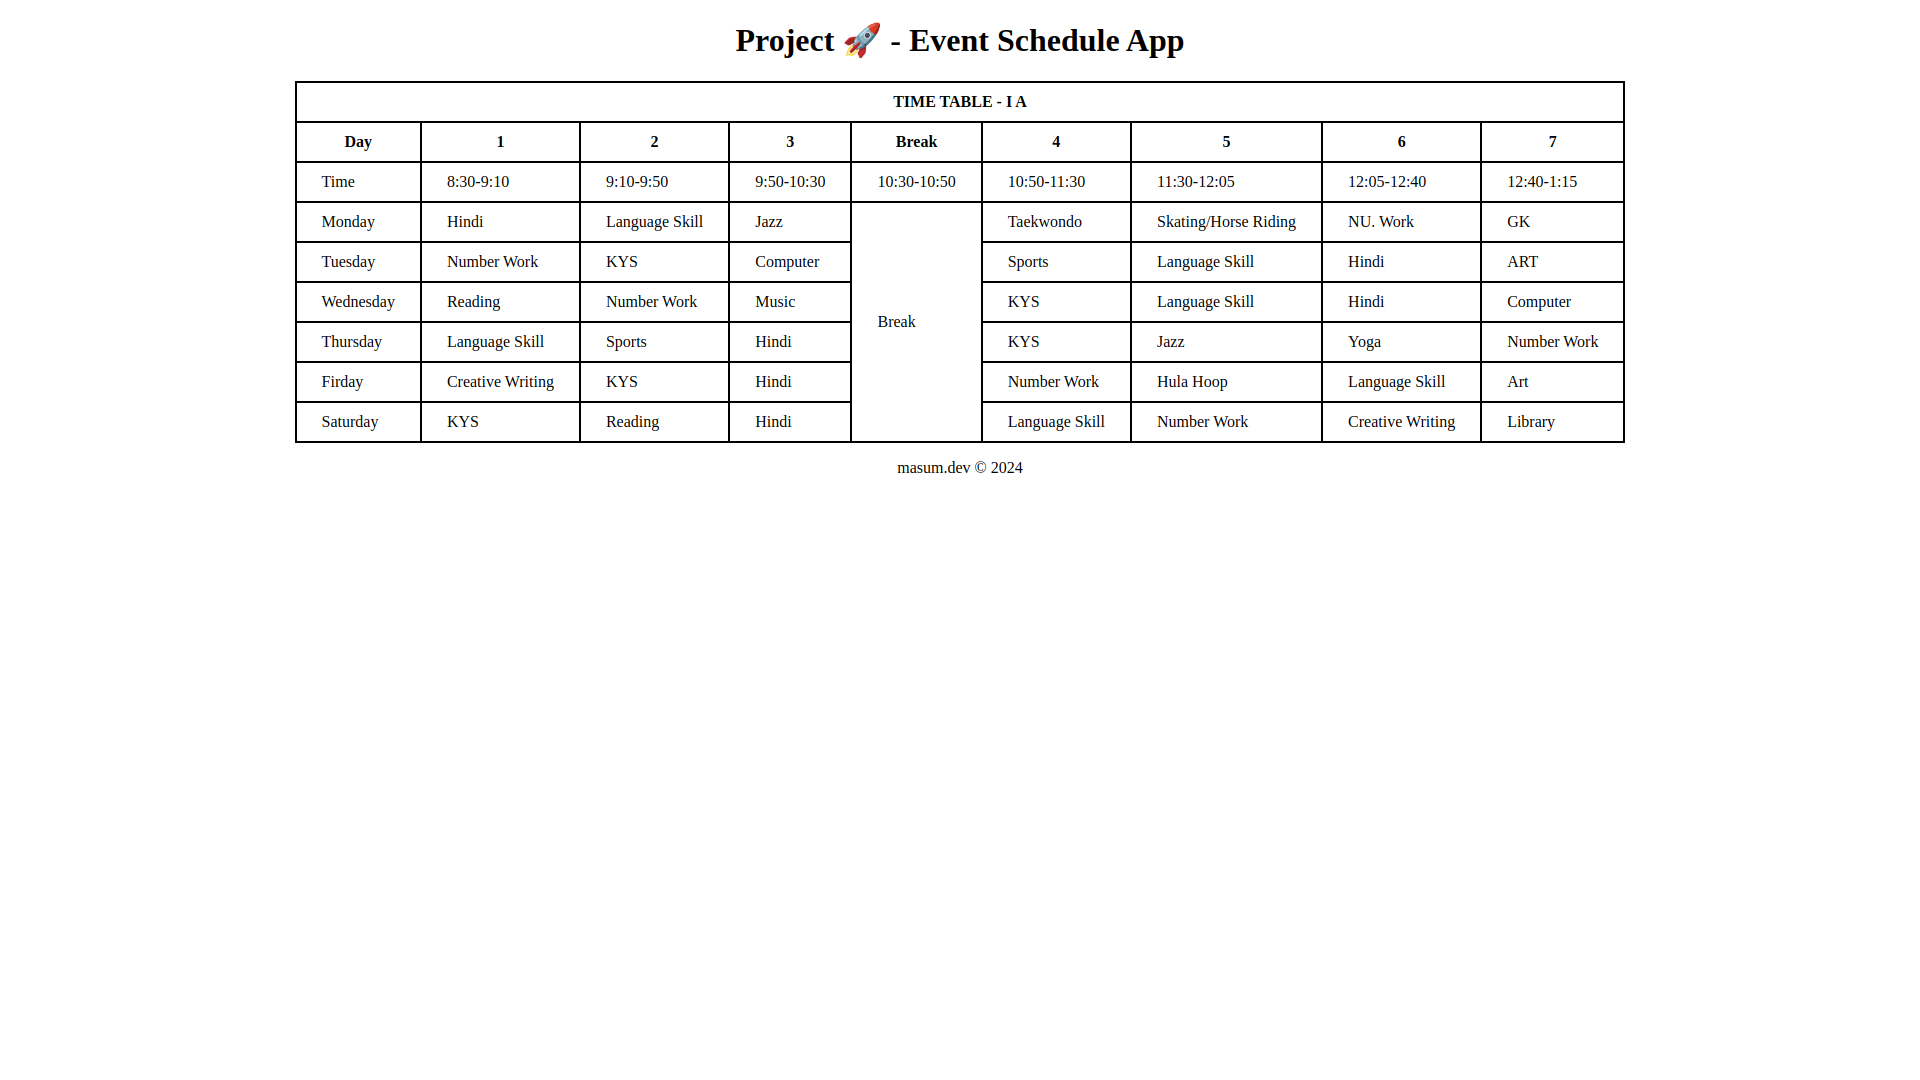 Project 🚀 - Event Schedule App
TIME TABLE - I A
Day 1 2 3 Break 4 5 6 7
Time 8:30-9:10 9:10-9:50 9:50-10:30 10:30-10:50 10:50-11:30 11:30-12:05 12:05-12:40 12:40-1:15
Monday Hindi Language Skill Jazz Taekwondo Skating/Horse Riding NU. Work GK
Tuesday Number Work KYS Computer Sports Language Skill Hindi ART
Wednesday Reading Number Work Music KYS Language Skill Hindi Computer
Break
Thursday Language Skill Sports Hindi KYS Jazz Yoga Number Work
Firday Creative Writing KYS Hindi Number Work Hula Hoop Language Skill Art
Saturday KYS Reading Hindi Language Skill Number Work Creative Writing Library
masum.dev © 2024